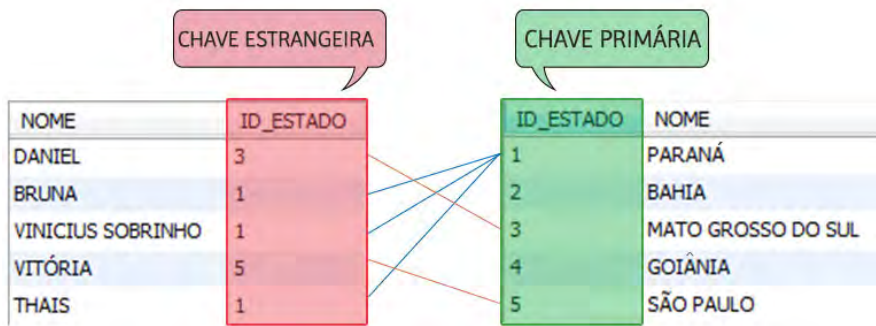 CHAVE ESTRANGEIRA
CHAVE PRIMÁRIA
NOME ID_ESTADO
DANIEL 3
BRUNA 1
VINICIUS SOBRINHO 1
VITÓRIA 5
THAIS 1
ID_ESTADO NOME
1 PARANÁ
2 BAHIA
3 MATO GROSSO DO SUL
4 GOIÂNIA
5 SÃO PAULO